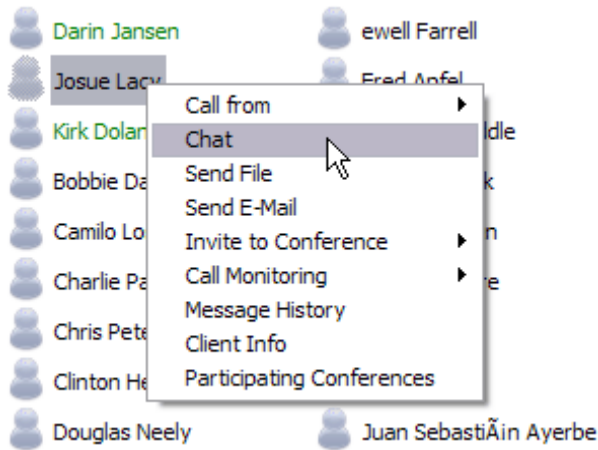 Darin Jansen
ewell Farrell
Josue Lacy
Fred Apfel
Kirk Dolan
ddle
Call from
Chat
Send File
Send E-Mail
Invite to Conference
Call Monitoring
Message History
Client Info
Participating Conferences
Bobbie Da
k
Camilo Lo
n
Charlie Pa
re
Chris Pete
Clinton He
Douglas Neely
Juan SebastiÃin Ayerbe